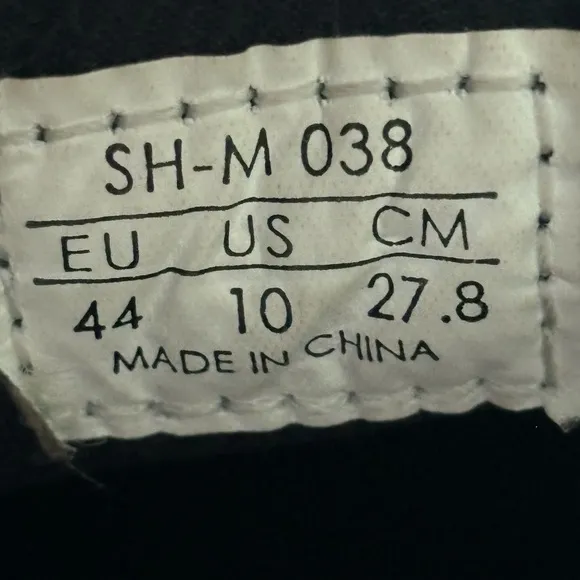 SH-M 038
EU US CM
44 10 27.8
MADE IN CHINA